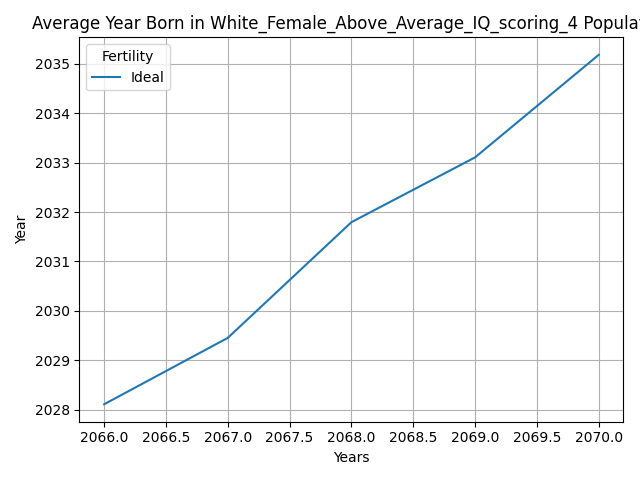 Average Year Born in White_Female_Above_Average_IQ_scoring_4 Populat
Fertility
Ideal
2035
2034
2033
2032
2031
2030
2029
2028
Year
2066.0 2066.5 2067.0 2067.5 2068.0 2068.5 2069.0 2069.5 2070.0
Years